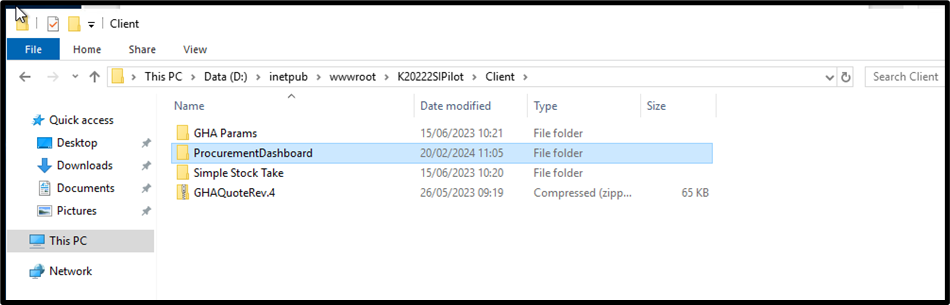 Client
File Home Share View
This PC Data (D:) inetpub wwwroot K20222SIPilot Client Search Client
Name Date modified Type Size
Quick access
Desktop
Downloads
Documents
Pictures
This PC
Network
GHA Params 15/06/2023 10:21 File folder
ProcurementDashboard 20/02/2024 11:05 File folder
Simple Stock Take 15/06/2023 10:20 File folder
GHAQuoteRev.4 26/05/2023 09:19 Compressed (zipp... 65 KB